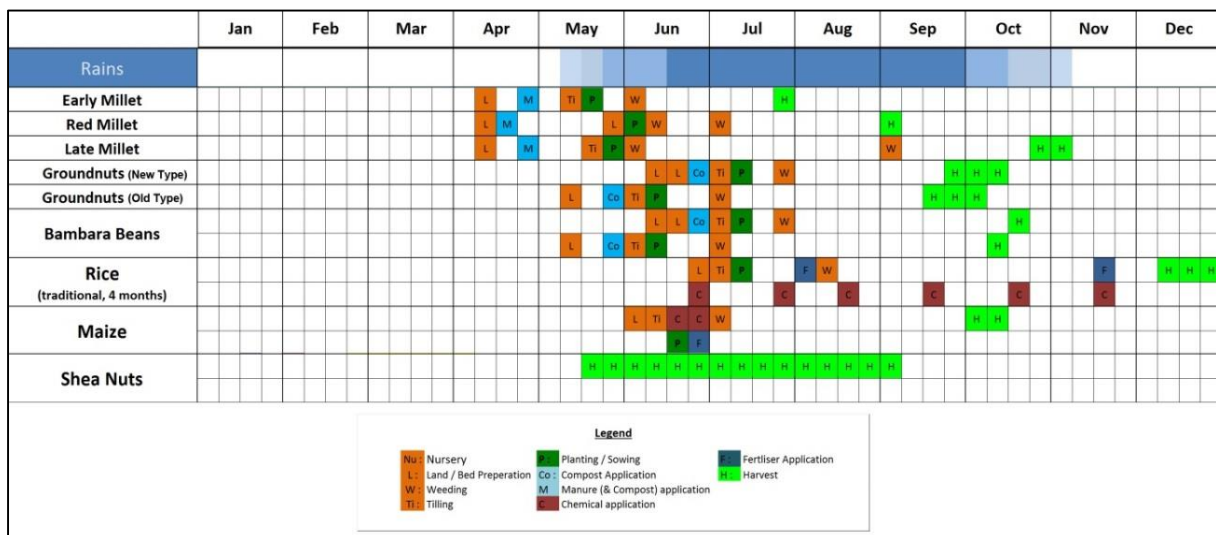 Jan Feb Mar Apr May Jun Jul Aug Sep Oct Nov Dec
Rains
Early Millet L M Ti P W H
Red Millet L M L P W W H
Late Millet L M Ti P W W H H
Groundnuts (New Type) L L Co Ti P W H H H
Groundnuts (Old Type) L Co Ti P W H H H
Bambara Beans L L Co Ti P W H
L Co Ti P W H
Rice L Ti P F W F H H H
(traditional, 4 months) C C C C C C
Maize L Ti C C W H H
P F
Shea Nuts H H H H H H H H H H H H H H H
Legend
Nu : Nursery P : Planting / Sowing F : Fertliser Application
L : Land / Bed Preperation Co : Compost Application H : Harvest
W : Weeding M Manure (& Compost) application
Ti : Tilling C Chemical application